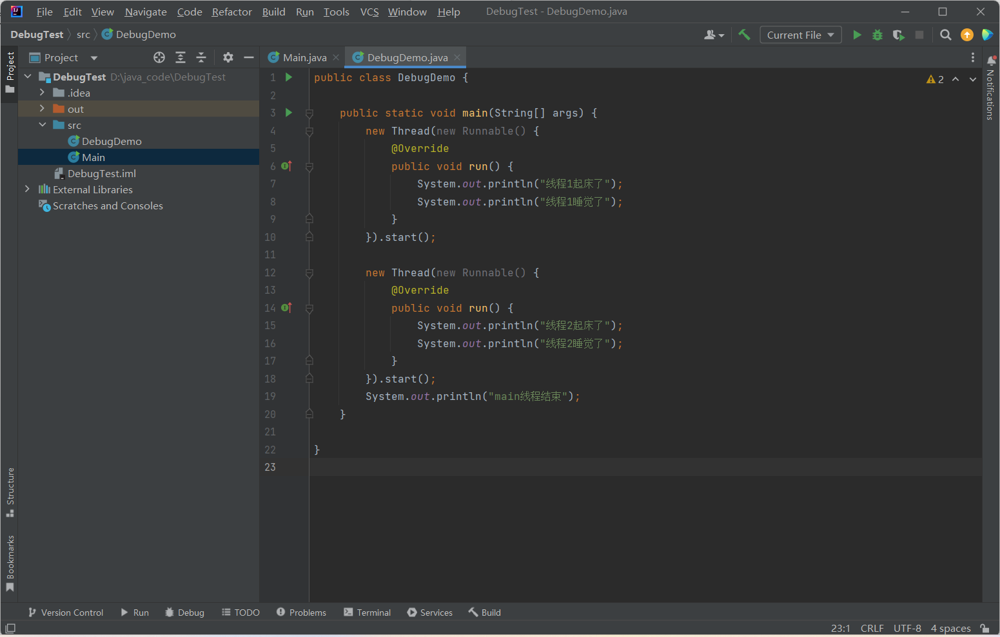 File Edit View Navigate Code Refactor Build Run Tools VCS Window Help DebugTest - DebugDemo.java
DebugTest src DebugDemo
Current File
Project
Project
Main.java
DebugDemo.java
DebugTest D:\java_code\DebugTest
.idea
out
src
DebugDemo
Main
DebugTest.iml
External Libraries
Scratches and Consoles
1 public class DebugDemo {
2
3 public static void main(String[] args) {
4 new Thread(new Runnable() {
5 @Override
6 public void run() {
7 System.out.println("线程1起床了");
8 System.out.println("线程1睡觉了");
9 }
10 }).start();
11
12 new Thread(new Runnable() {
13 @Override
14 public void run() {
15 System.out.println("线程2起床了");
16 System.out.println("线程2睡觉了");
17 }
18 }).start();
19 System.out.println("main线程结束");
20 }
21
22 }
23
2
Notifications
Structure
Bookmarks
Version Control Run Debug TODO Problems Terminal Services Build
23:1 CRLF UTF-8 4 spaces